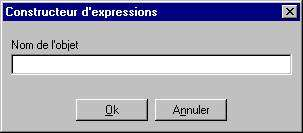 Constructeur d'expressions
Nom de l'objet
Ok
Annuler